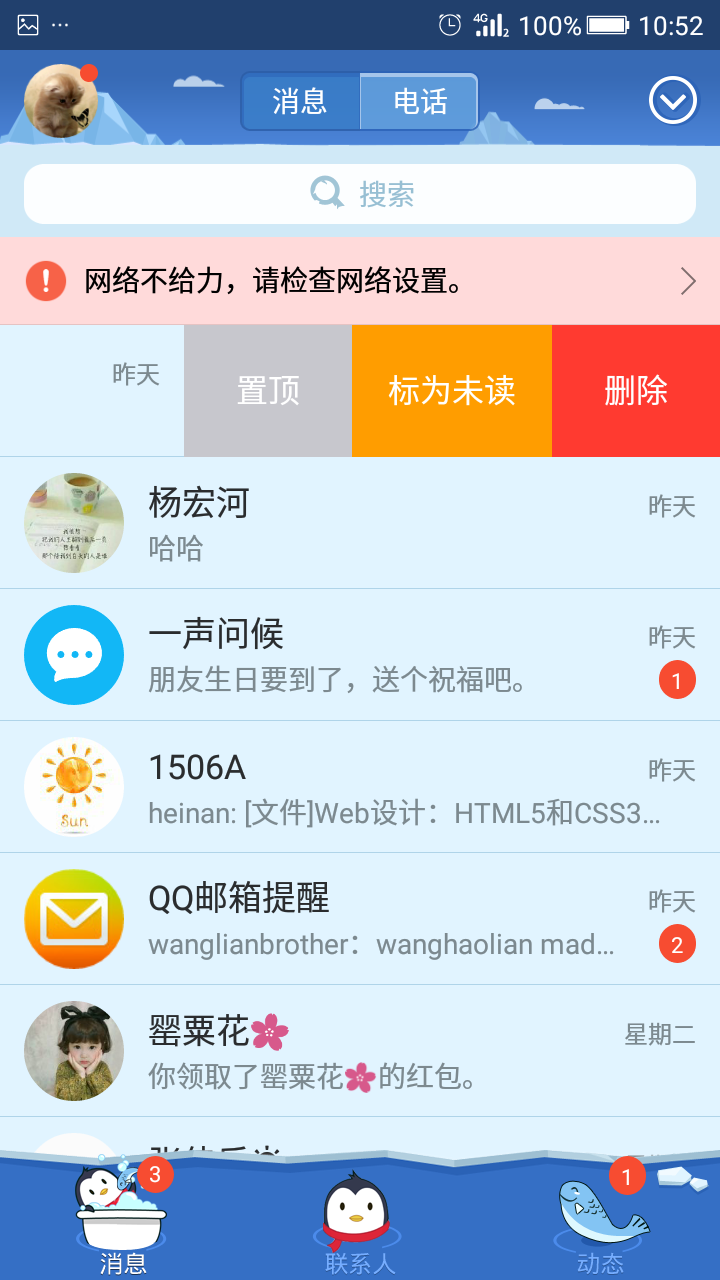 4G 2 100% 10:52
消息 电话
搜索
网络不给力，请检查网络设置。
昨天 置顶 标为未读 删除
杨宏河 昨天
哈哈
一声问候 昨天
朋友生日要到了，送个祝福吧。 1
1506A 昨天
heinan: [文件]Web设计：HTML5和CSS3…
Sun
QQ邮箱提醒 昨天
wanglianbrother：wanghaolian mad… 2
罂粟花🌸 星期二
你领取了罂粟花🌸的红包。
3 1
消息 联系人 动态